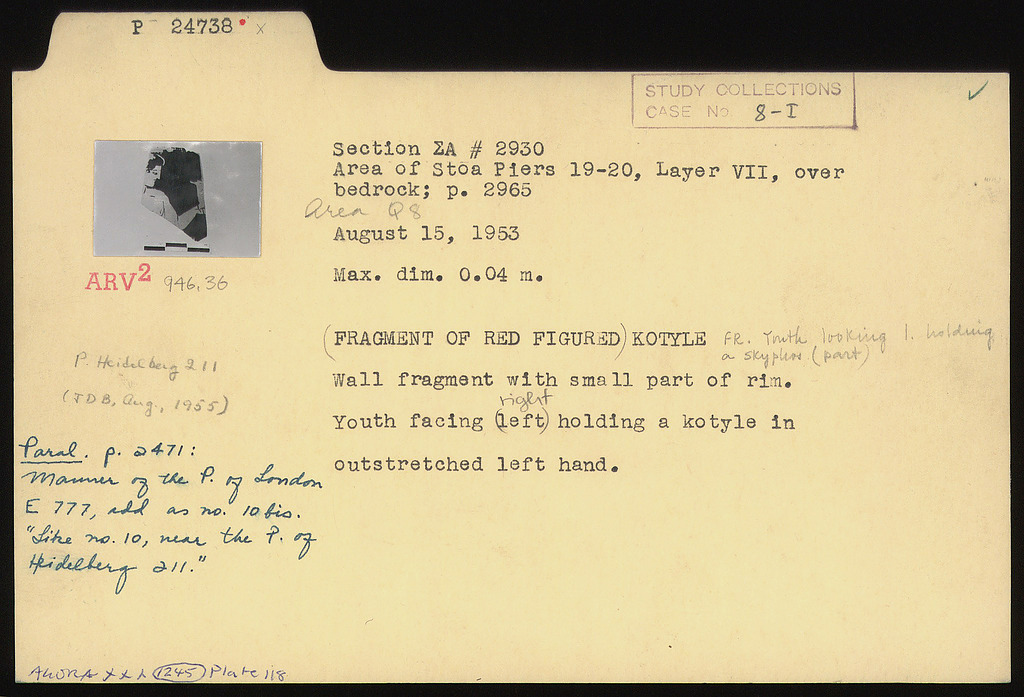 P 24738 • x
STUDY COLLECTIONS
CASE No 8-I
Section ΣA # 2930
Area of Stoa Piers 19-20, Layer VII, over
bedrock; p. 2965
Area Q8
August 15, 1953
Max. dim. 0.04 m.
(FRAGMENT OF RED FIGURED) KOTYLE FR. Youth looking l. holding
a skyphos (part)
Wall fragment with small part of rim.
right
Youth facing (left) holding a kotyle in
outstretched left hand.
ARV² 946,36
P. Heidelberg 211
(JDB, Aug., 1955)
Paral. p. 2471:
Manner of the P. of London
E 777, add as no. 10 bis.
"Like no. 10, near the P. of
Heidelberg 211."
AGORA XXX 1245 Plate 118